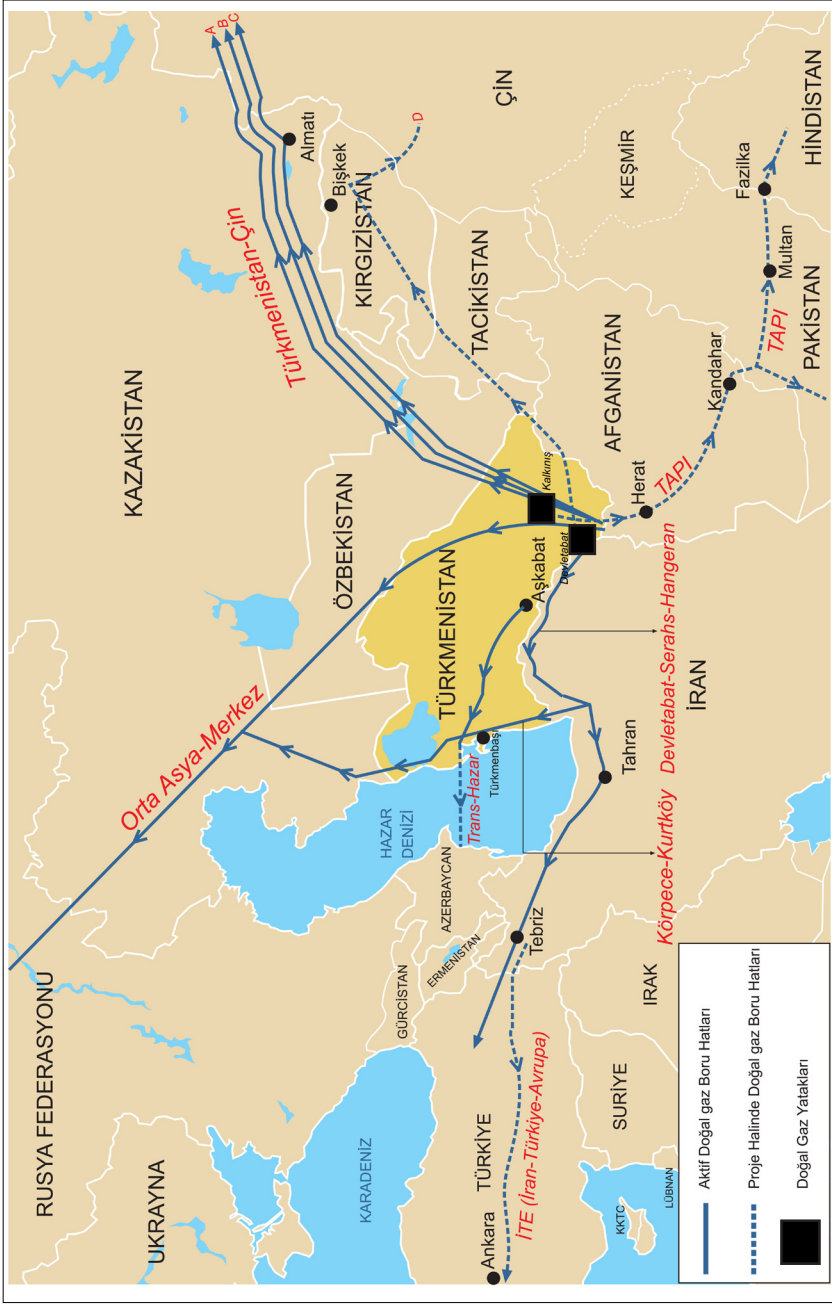 RUSYA FEDERASYONU
UKRAYNA
KAZAKİSTAN
A
B
C
Orta Asya-Merkez
Türkmenistan-Çin
Almatı
Bişkek
KIRGIZİSTAN
D
ÇİN
KARADENİZ
GÜRCİSTAN
ERMENİSTAN
AZERBAYCAN
HAZAR
DENİZİ
Trans-Hazar
Türkmenbaşı
TÜRKMENİSTAN
ÖZBEKİSTAN
Aşkabat
Devletabat
Kalkınış
TACİKİSTAN
KEŞMİR
AFGANİSTAN
Herat
TAPI
Kandahar
TAPI
Multan
Fazilka
PAKİSTAN
HİNDİSTAN
Ankara
TÜRKİYE
İTE (İran-Türkiye-Avrupa)
Tebriz
Tahran
İRAN
Körpece-Kurtköy
Devletabat-Serahs-Hangeran
SURİYE
IRAK
KKTC
LÜBNAN
Aktif Doğal gaz Boru Hatları
Proje Halinde Doğal gaz Boru Hatları
Doğal Gaz Yatakları